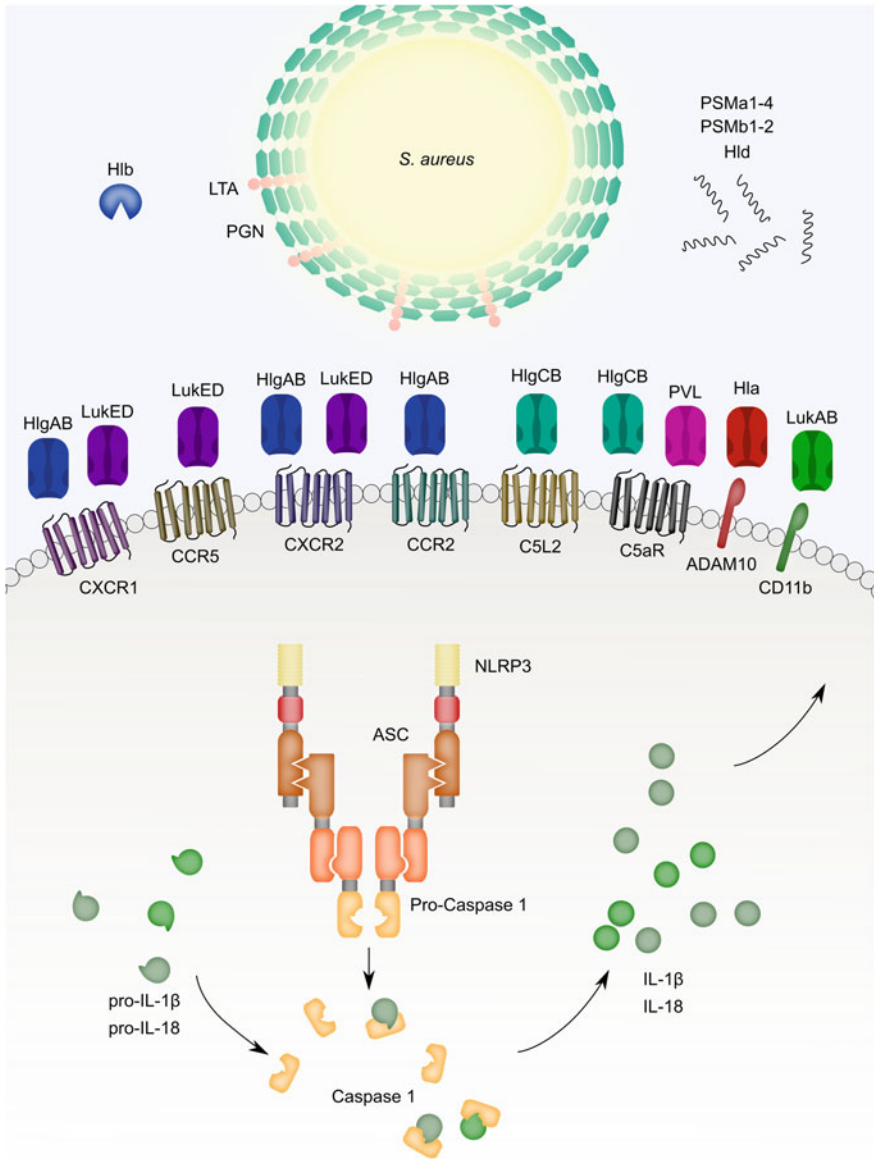 S. aureus
PSMa1-4
PSMb1-2
Hld
Hlb
LTA
PGN
HlgAB
LukED
LukED
HlgAB
LukED
HlgAB
HlgCB
HlgCB
PVL
Hla
LukAB
CXCR1
CCR5
CXCR2
CCR2
C5L2
C5aR
ADAM10
CD11b
NLRP3
ASC
Pro-Caspase 1
pro-IL-1β
pro-IL-18
IL-1β
IL-18
Caspase 1